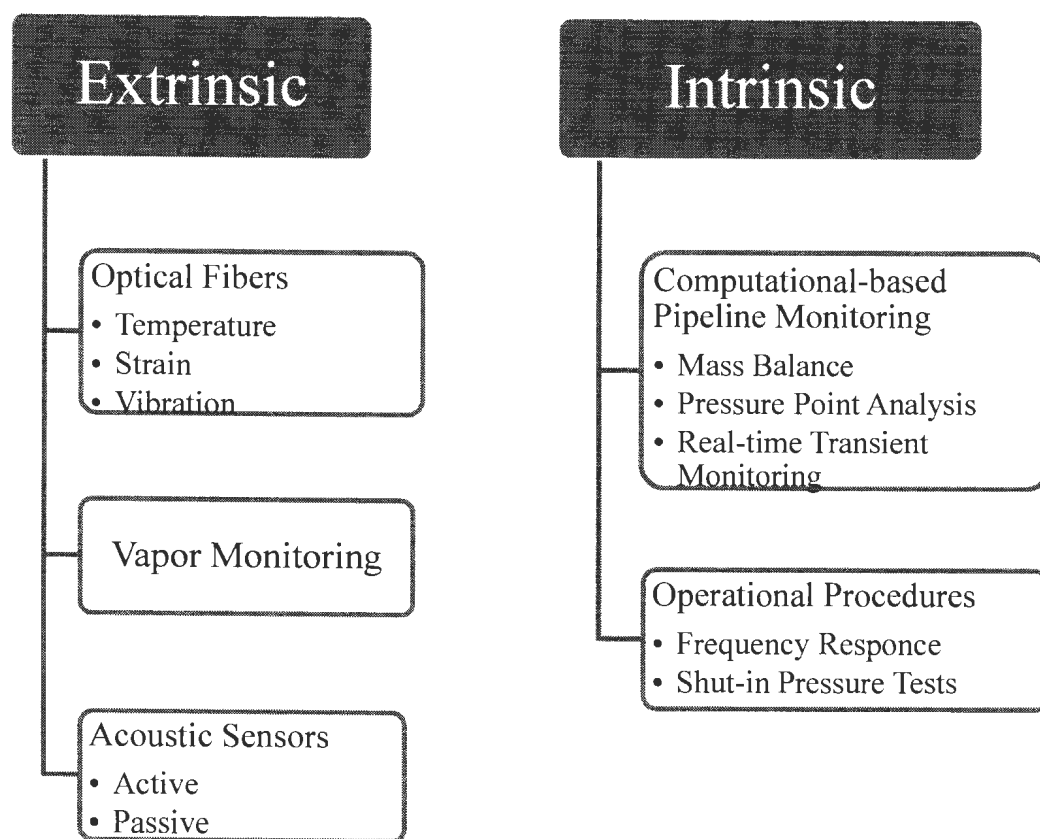 Extrinsic
Optical Fibers
• Temperature
• Strain
• Vibration
Vapor Monitoring
Acoustic Sensors
• Active
• Passive
Intrinsic
Computational-based
Pipeline Monitoring
• Mass Balance
• Pressure Point Analysis
• Real-time Transient
Monitoring
Operational Procedures
• Frequency Responce
• Shut-in Pressure Tests